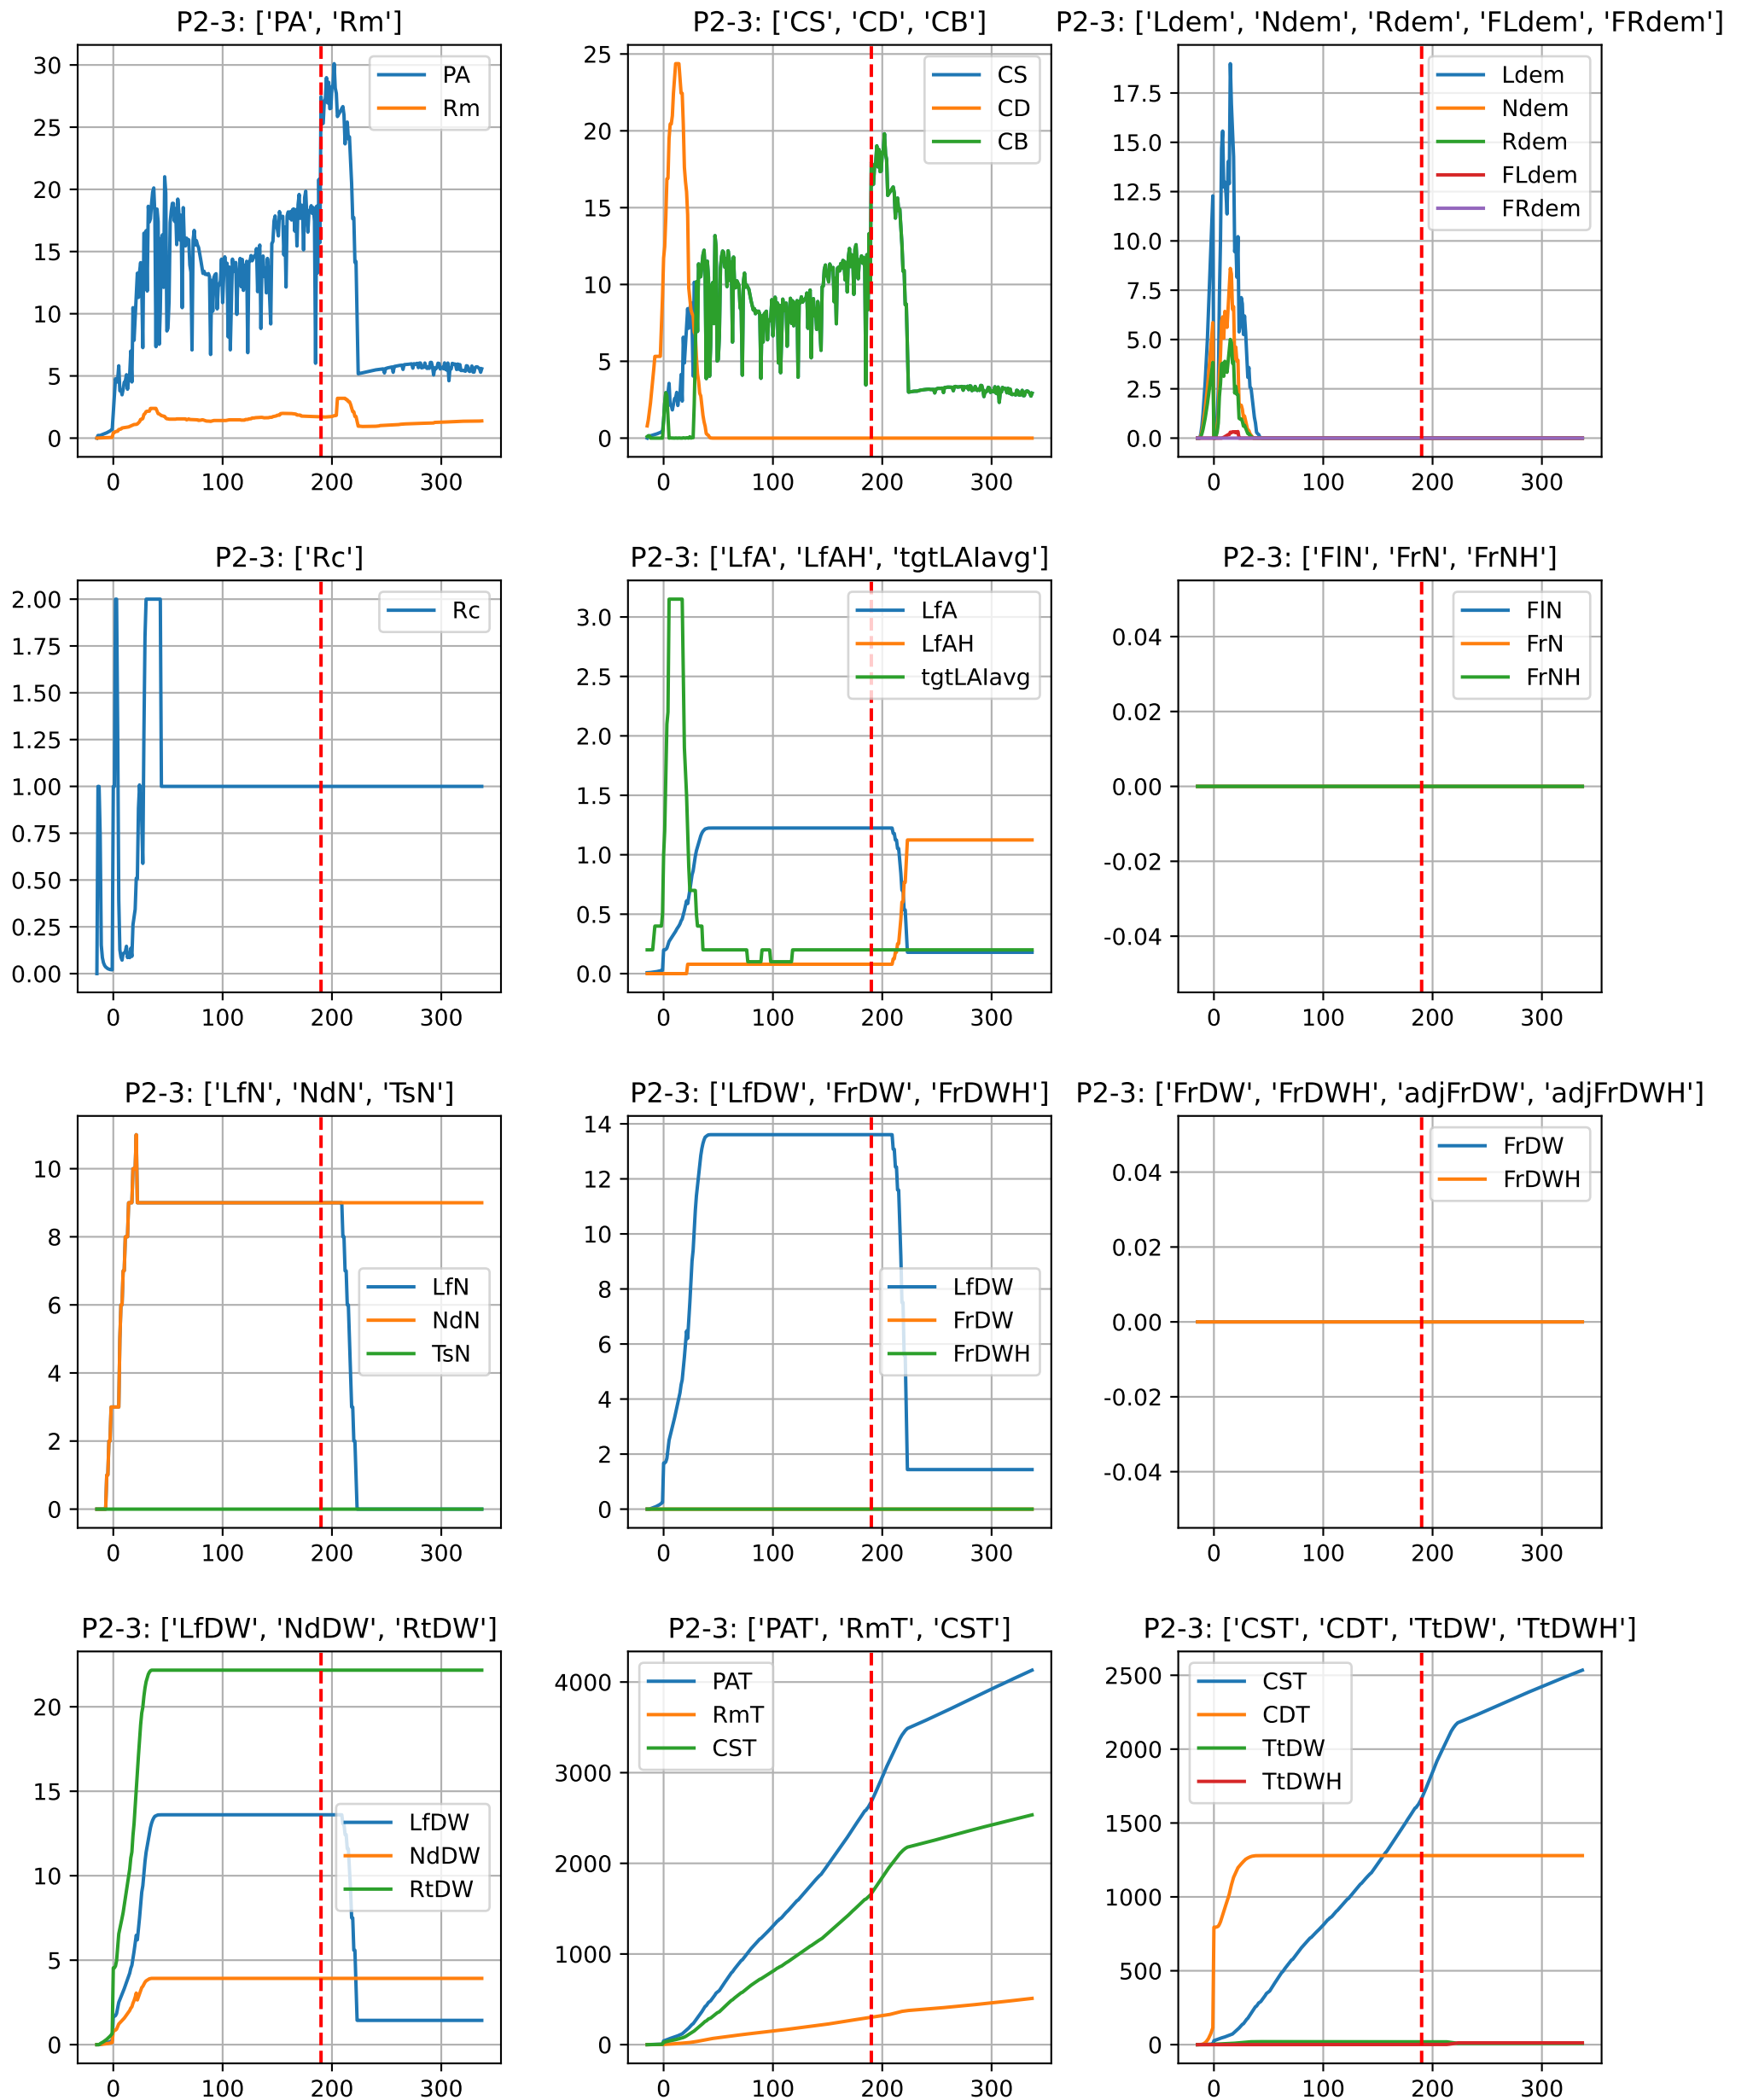 P2-3: ['PA', 'Rm']
30
25
20
15
10
5
0
0 100 200 300
PA
Rm
P2-3: ['CS', 'CD', 'CB']
25
20
15
10
5
0
0 100 200 300
CS
CD
CB
P2-3: ['Ldem', 'Ndem', 'Rdem', 'FLdem', 'FRdem']
17.5
15.0
12.5
10.0
7.5
5.0
2.5
0.0
0 100 200 300
Ldem
Ndem
Rdem
FLdem
FRdem
P2-3: ['Rc']
2.00
1.75
1.50
1.25
1.00
0.75
0.50
0.25
0.00
0 100 200 300
Rc
P2-3: ['LfA', 'LfAH', 'tgtLAIavg']
3.0
2.5
2.0
1.5
1.0
0.5
0.0
0 100 200 300
LfA
LfAH
tgtLAIavg
P2-3: ['FlN', 'FrN', 'FrNH']
0.04
0.02
0.00
-0.02
-0.04
0 100 200 300
FlN
FrN
FrNH
P2-3: ['LfN', 'NdN', 'TsN']
10
8
6
4
2
0
0 100 200 300
LfN
NdN
TsN
P2-3: ['LfDW', 'FrDW', 'FrDWH']
14
12
10
8
6
4
2
0
0 100 200 300
LfDW
FrDW
FrDWH
P2-3: ['FrDW', 'FrDWH', 'adjFrDW', 'adjFrDWH']
0.04
0.02
0.00
-0.02
-0.04
0 100 200 300
FrDW
FrDWH
P2-3: ['LfDW', 'NdDW', 'RtDW']
20
15
10
5
0
0 100 200 300
LfDW
NdDW
RtDW
P2-3: ['PAT', 'RmT', 'CST']
4000
3000
2000
1000
0
0 100 200 300
PAT
RmT
CST
P2-3: ['CST', 'CDT', 'TtDW', 'TtDWH']
2500
2000
1500
1000
500
0
0 100 200 300
CST
CDT
TtDW
TtDWH